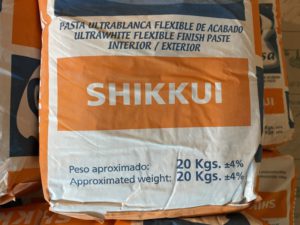 PASTA ULTRABLANCA FLEXIBLE DE ACABADO
ULTRAWHITE FLEXIBLE FINISH PASTE
INTERIOR / EXTERIOR
SHIKKUI
Peso aproximado: 20 Kgs. ±4%
Approximated weight: 20 Kgs. ±4%